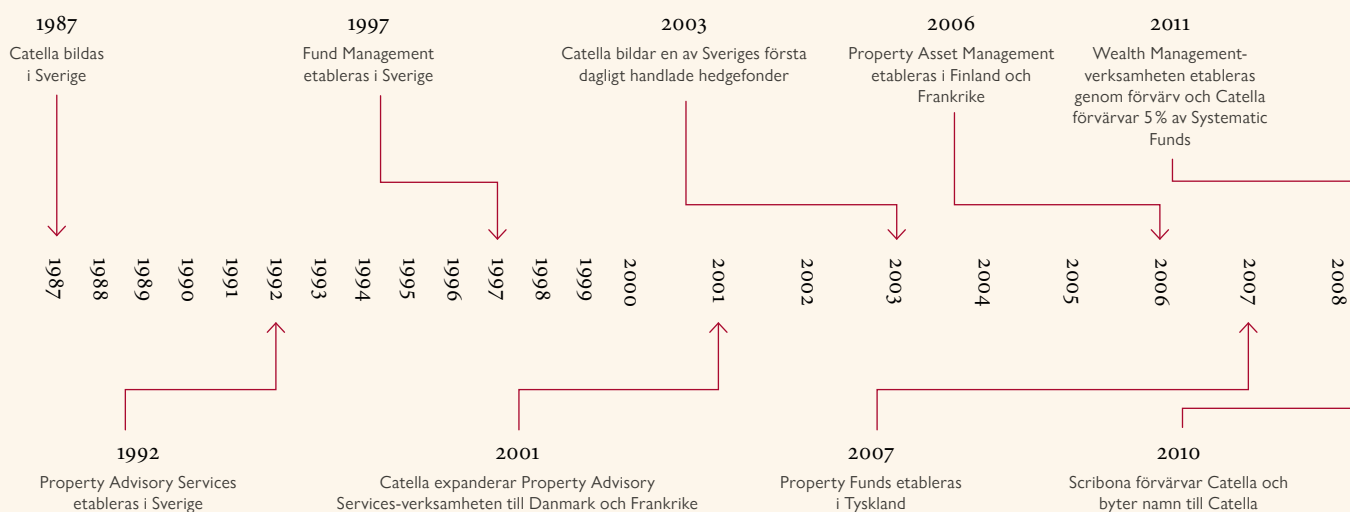 1987
Catella bildas
i Sverige
1997
Fund Management
etableras i Sverige
2003
Catella bildar en av Sveriges första
dagligt handlade hedgefonder
2006
Property Asset Management
etableras i Finland och
Frankrike
2011
Wealth Management-
verksamheten etableras
genom förvärv och Catella
förvärvar 5 % av Systematic
Funds
1987
1988
1989
1990
1991
1992
1993
1994
1995
1996
1997
1998
1999
2000
2001
2002
2003
2004
2005
2006
2007
2008
1992
Property Advisory Services
etableras i Sverige
2001
Catella expanderar Property Advisory
Services-verksamheten till Danmark och Frankrike
2007
Property Funds etableras
i Tyskland
2010
Scribona förvärvar Catella och
byter namn till Catella